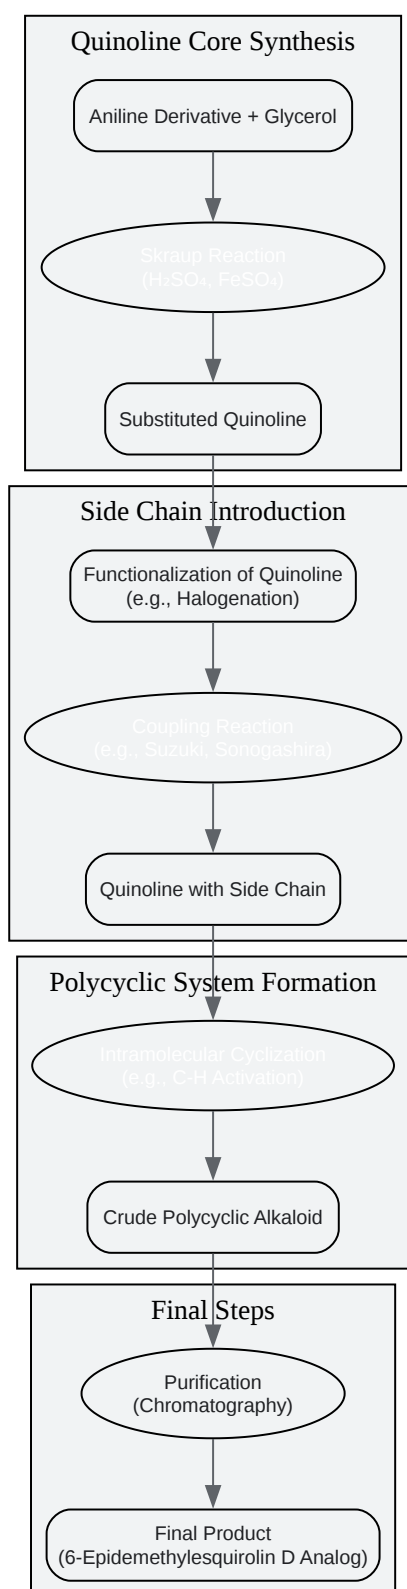 Quinoline Core Synthesis
Aniline Derivative + Glycerol
Skraup Reaction
(H₂SO₄, FeSO₄)
Substituted Quinoline
Side Chain Introduction
Functionalization of Quinoline
(e.g., Halogenation)
Coupling Reaction
(e.g., Suzuki, Sonogashira)
Quinoline with Side Chain
Polycyclic System Formation
Intramolecular Cyclization
(e.g., C-H Activation)
Crude Polycyclic Alkaloid
Final Steps
Purification
(Chromatography)
Final Product
(6-Epidemethylesquirolin D Analog)